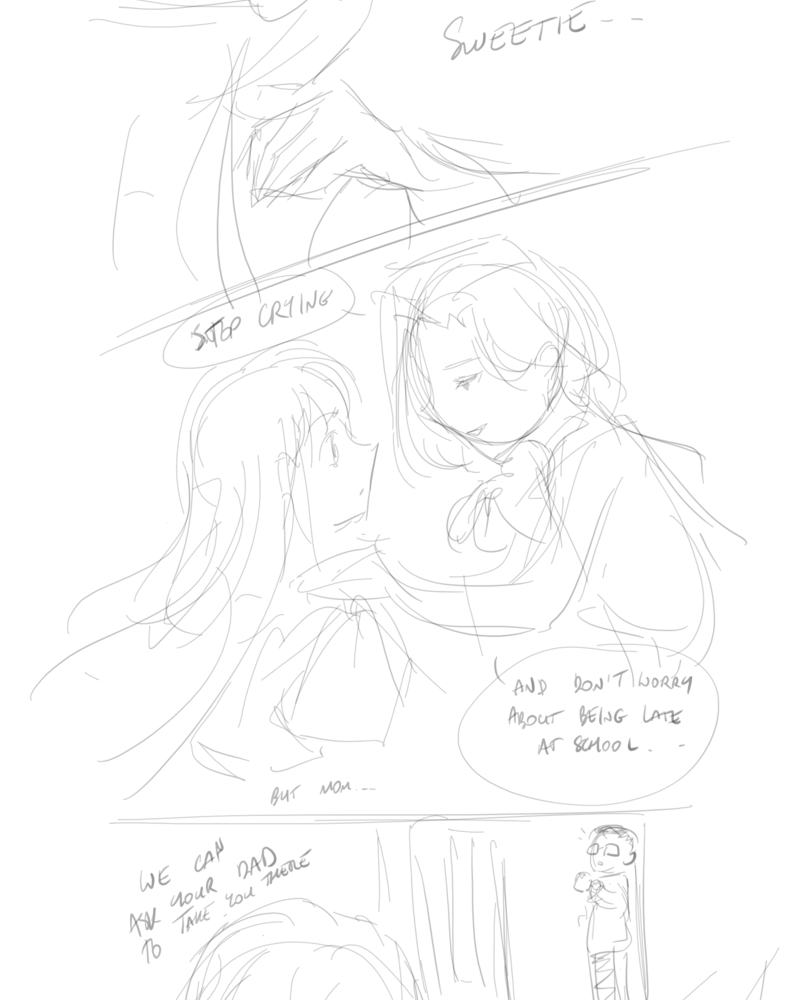 SWEETIE--
STOP CRYING
AND DON'T WORRY
ABOUT BEING LATE
AT SCHOOL. -
BUT MOM...--
WE CAN
ASK YOUR DAD
TO TAKE YOU THERE